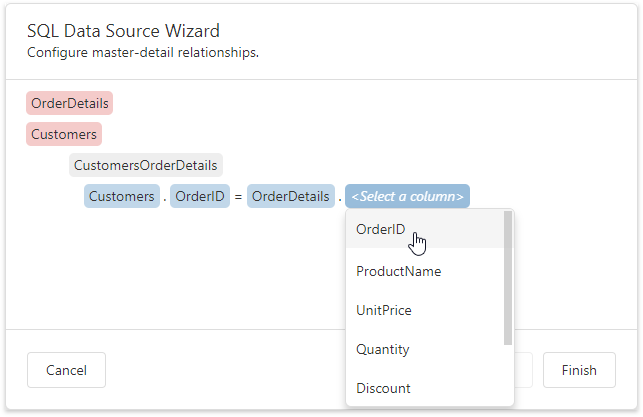 SQL Data Source Wizard
Configure master-detail relationships.
OrderDetails
Customers
CustomersOrderDetails
Customers . OrderID = OrderDetails . <Select a column>
OrderID
ProductName
UnitPrice
Quantity
Discount
Cancel
Finish